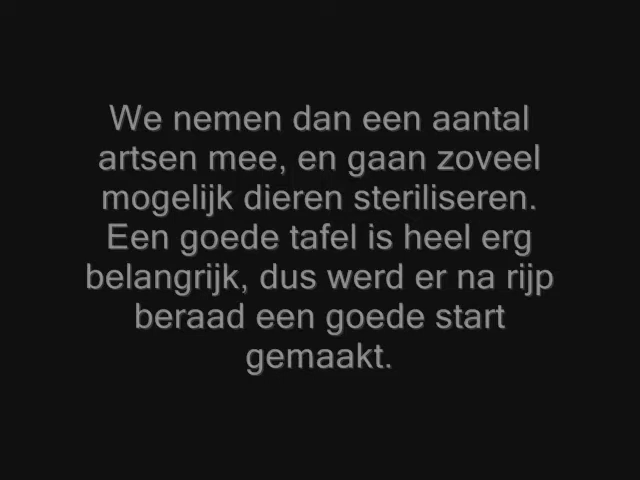 We nemen dan een aantal
artsen mee, en gaan zoveel
mogelijk dieren steriliseren.
Een goede tafel is heel erg
belangrijk, dus werd er na rijp
beraad een goede start
gemaakt.